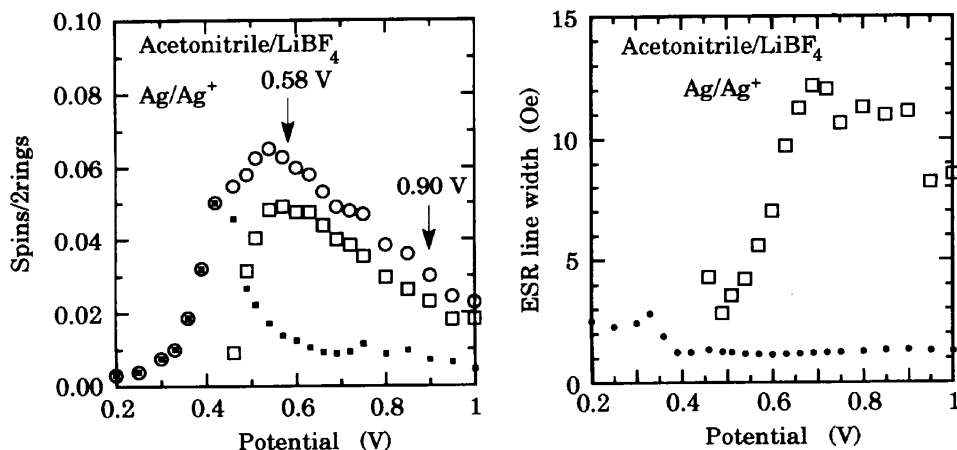 0.10
0.08
0.06
0.04
0.02
0.00
Spins/2rings
Acetonitrile/LiBF4
Ag/Ag+
0.58 V
0.90 V
0.2 0.4 0.6 0.8 1
Potential (V)
15
10
5
0
ESR line width (Oe)
Acetonitrile/LiBF4
Ag/Ag+
0.2 0.4 0.6 0.8 1
Potential (V)